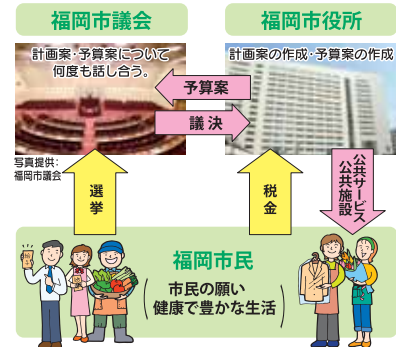 福岡市議会
福岡市役所
計画案・予算案について
何度も話し合う。
計画案の作成・予算案の作成
予算案
議決
写真提供：
福岡市議会
選挙
税金
公共サービス
公共施設
福岡市民
市民の願い
健康で豊かな生活